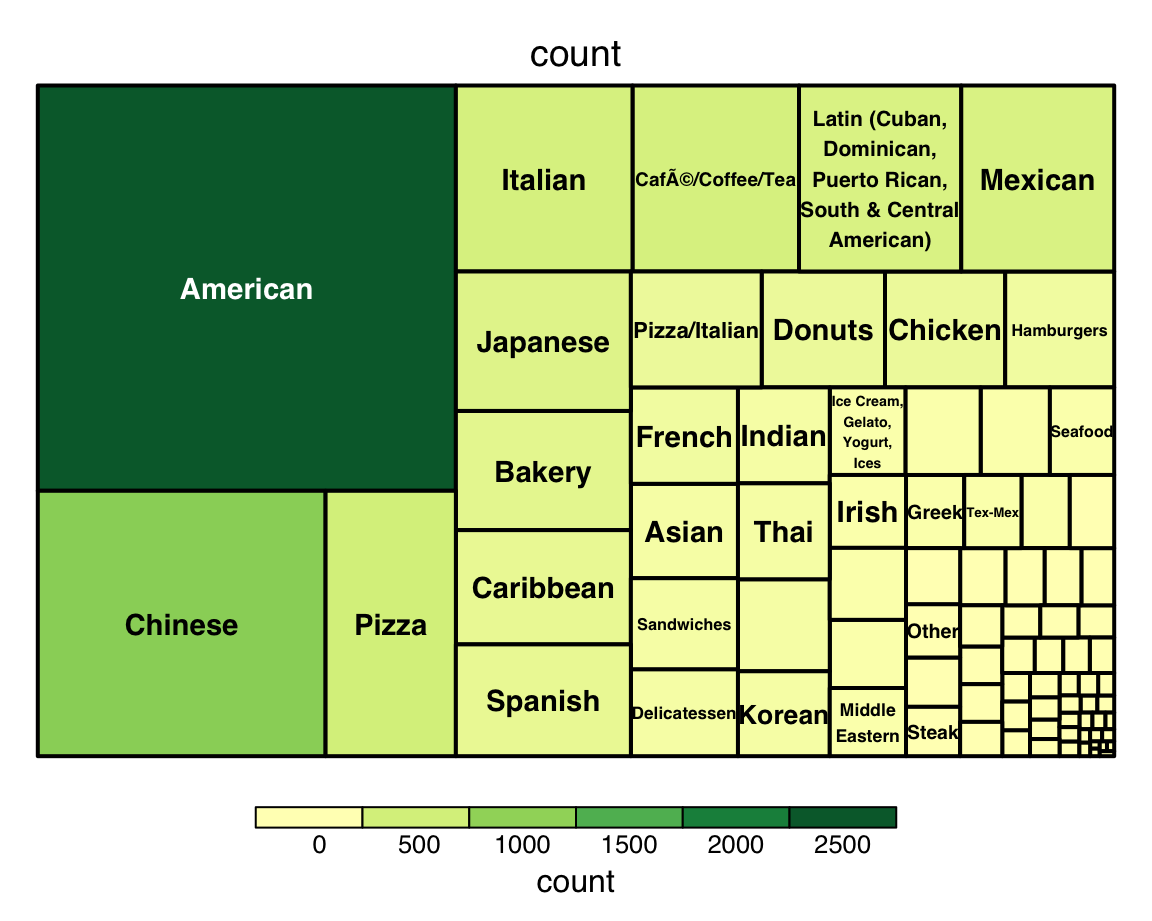 count
American
Italian
CafÃ©/Coffee/Tea
Latin (Cuban,
Dominican,
Puerto Rican,
South & Central
American)
Mexican
Japanese
Pizza/Italian
Donuts
Chicken
Hamburgers
Bakery
French
Indian
Ice Cream,
Gelato,
Yogurt,
Ices
Seafood
Chinese
Pizza
Caribbean
Asian
Thai
Irish
Greek
Tex-Mex
Spanish
Sandwiches
Other
Delicatessen
Korean
Middle
Eastern
Steak
0 500 1000 1500 2000 2500
count